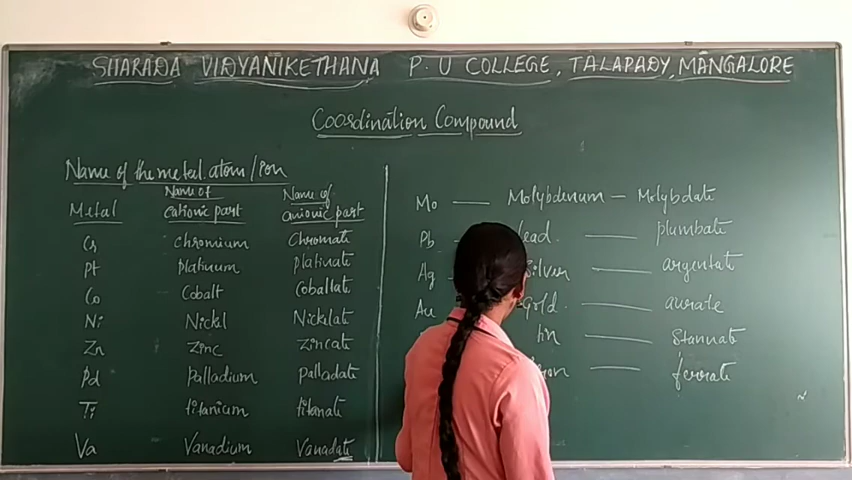 SHARADA VIDYANIKETHANA P.U COLLEGE, TALAPADY, MANGALORE
Coordination Compound
Name of the metal atom/Ion
Metal Name of cationic part Name of anionic part
Cr chromium Chromate
Pt platinum platinate
Co Cobalt Cobaltate
Ni Nickel Nickelate
Zn Zinc Zincate
Pd palladium palladate
Ti titanium titanate
Va Vanadium Vanadate
Mo — Molybdenum — Molybdate
Pb lead — plumbate
Ag Silver — argentate
Au Gold — aurate
tin — Stannate
— ferrate